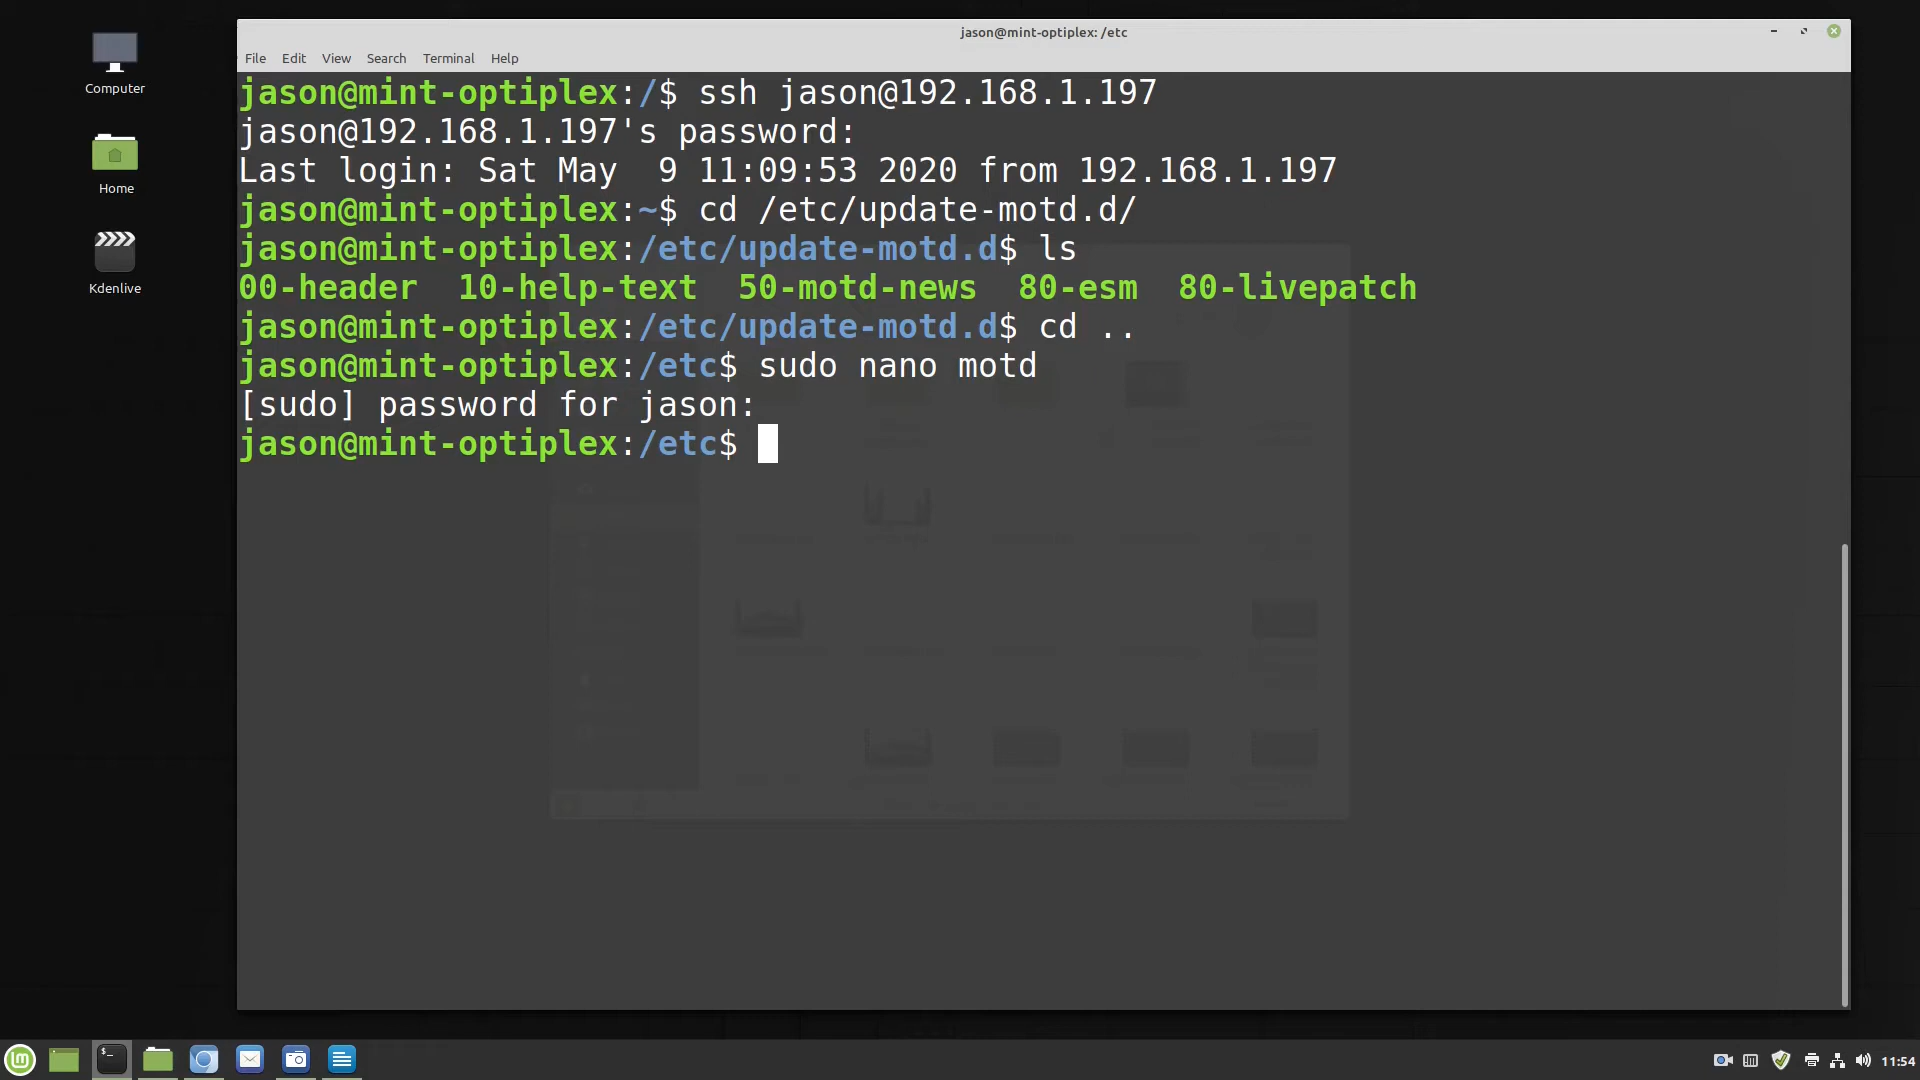 jason@mint-optiplex: /etc
File Edit View Search Terminal Help
jason@mint-optiplex:/$ ssh jason@192.168.1.197
jason@192.168.1.197's password:
Last login: Sat May  9 11:09:53 2020 from 192.168.1.197
jason@mint-optiplex:~$ cd /etc/update-motd.d/
jason@mint-optiplex:/etc/update-motd.d$ ls
00-header  10-help-text  50-motd-news  80-esm  80-livepatch
jason@mint-optiplex:/etc/update-motd.d$ cd ..
jason@mint-optiplex:/etc$ sudo nano motd
[sudo] password for jason:
jason@mint-optiplex:/etc$
Computer
Home
Kdenlive
11:54